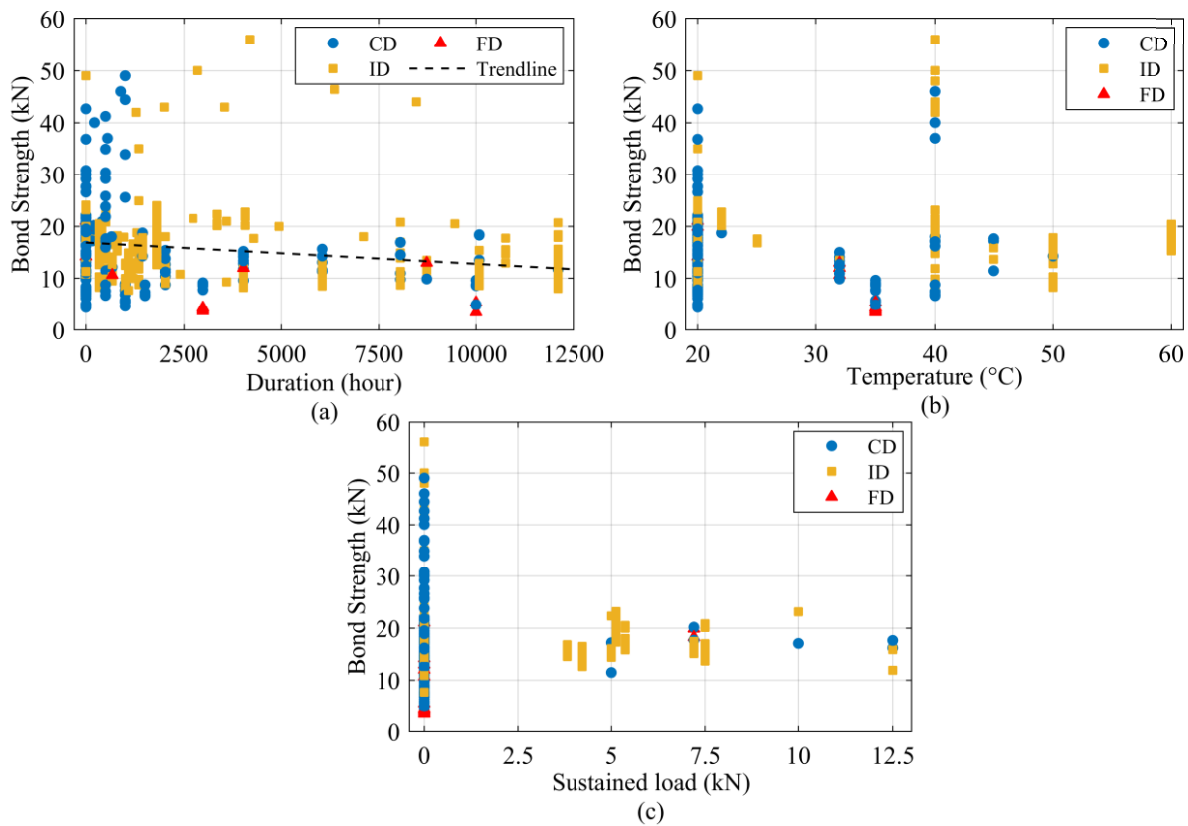 60
50
40
30
20
10
0
Bond Strength (kN)
CD
FD
ID
Trendline
0
2500
5000
7500
10000
12500
Duration (hour)
(a)
60
50
40
30
20
10
0
Bond Strength (kN)
CD
ID
FD
20
30
40
50
60
Temperature (°C)
(b)
60
50
40
30
20
10
0
Bond Strength (kN)
CD
ID
FD
0
2.5
5
7.5
10
12.5
Sustained load (kN)
(c)